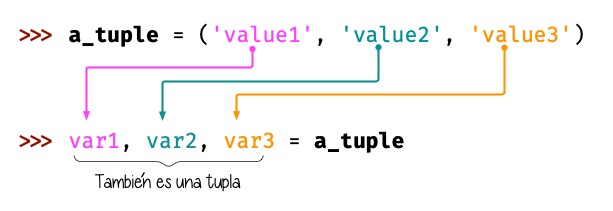 >>> a_tuple = ('value1', 'value2', 'value3')
>>> var1, var2, var3 = a_tuple
También es una tupla